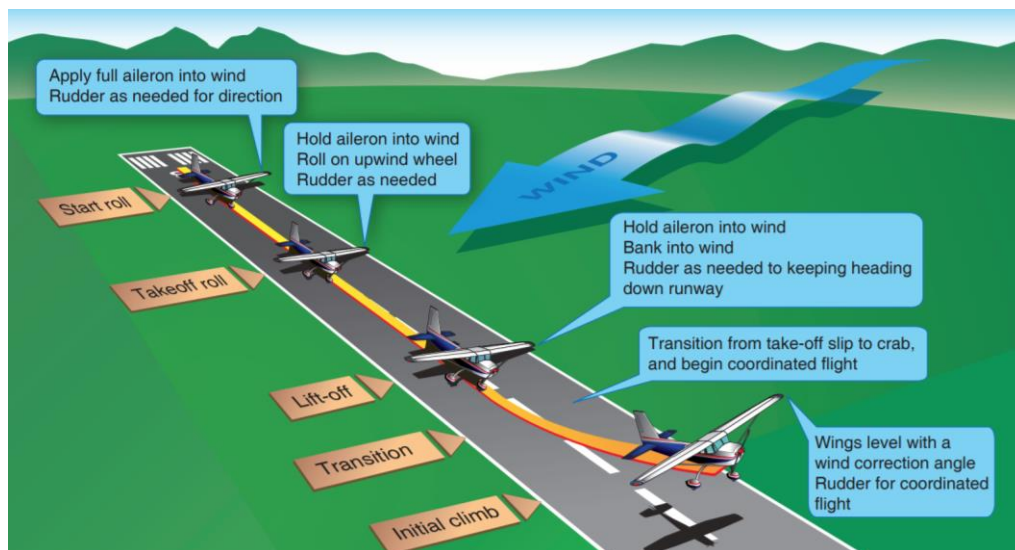 Apply full aileron into wind
Rudder as needed for direction
Hold aileron into wind
Roll on upwind wheel
Rudder as needed
WIND
Start roll
Hold aileron into wind
Bank into wind
Rudder as needed to keeping heading
down runway
Takeoff roll
Transition from take-off slip to crab,
and begin coordinated flight
Lift-off
Wings level with a
wind correction angle
Rudder for coordinated
flight
Transition
Initial climb